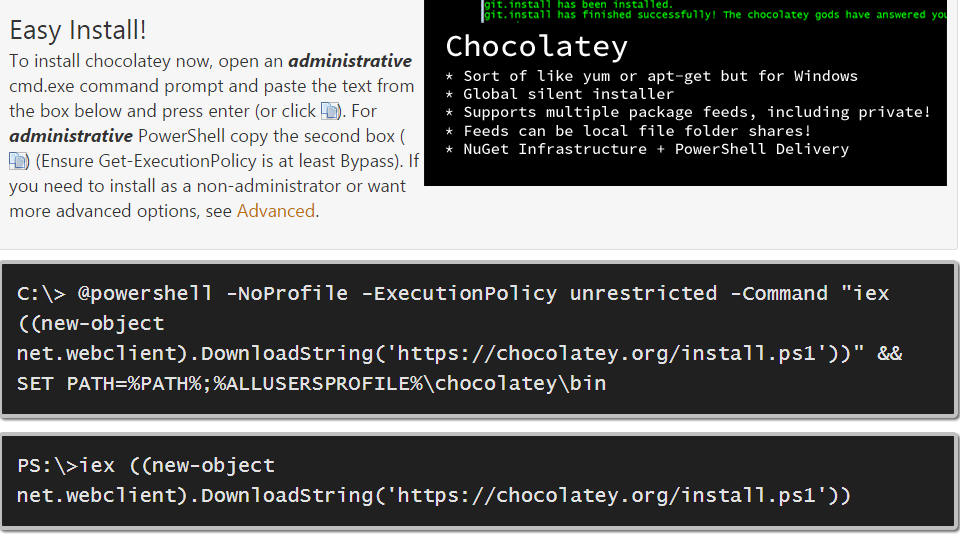 Easy Install!
To install chocolatey now, open an administrative
cmd.exe command prompt and paste the text from
the box below and press enter (or click ). For
administrative PowerShell copy the second box (
) (Ensure Get-ExecutionPolicy is at least Bypass). If
you need to install as a non-administrator or want
more advanced options, see Advanced.
git.install has been installed.
git.install has finished successfully! The chocolatey gods have answered
Chocolatey
* Sort of like yum or apt-get but for Windows
* Global silent installer
* Supports multiple package feeds, including private!
* Feeds can be local file folder shares!
* NuGet Infrastructure + PowerShell Delivery
C:\> @powershell -NoProfile -ExecutionPolicy unrestricted -Command "iex
((new-object
net.webclient).DownloadString('https://chocolatey.org/install.ps1'))" &&
SET PATH=%PATH%;%ALLUSERSPROFILE%\chocolatey\bin
PS:\>iex ((new-object
net.webclient).DownloadString('https://chocolatey.org/install.ps1'))